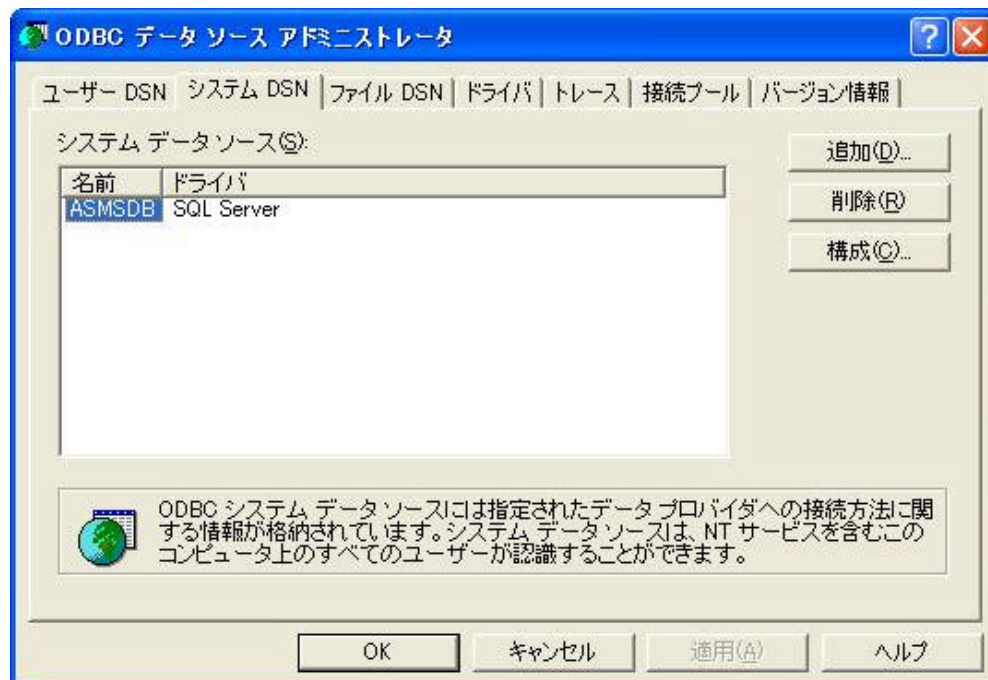 ODBC データ ソース アドミニストレータ
ユーザー DSN システム DSN ファイル DSN ドライバ トレース 接続プール バージョン情報
システム データ ソース(S):
名前 ドライバ
ASMSDB SQL Server
追加(D)...
削除(R)
構成(C)...
ODBC システム データ ソースには指定されたデータ プロバイダへの接続方法に関
する情報が格納されています。システム データ ソースは、NT サービスを含むこの
コンピュータ上のすべてのユーザーが認識することができます。
OK キャンセル 適用(A) ヘルプ